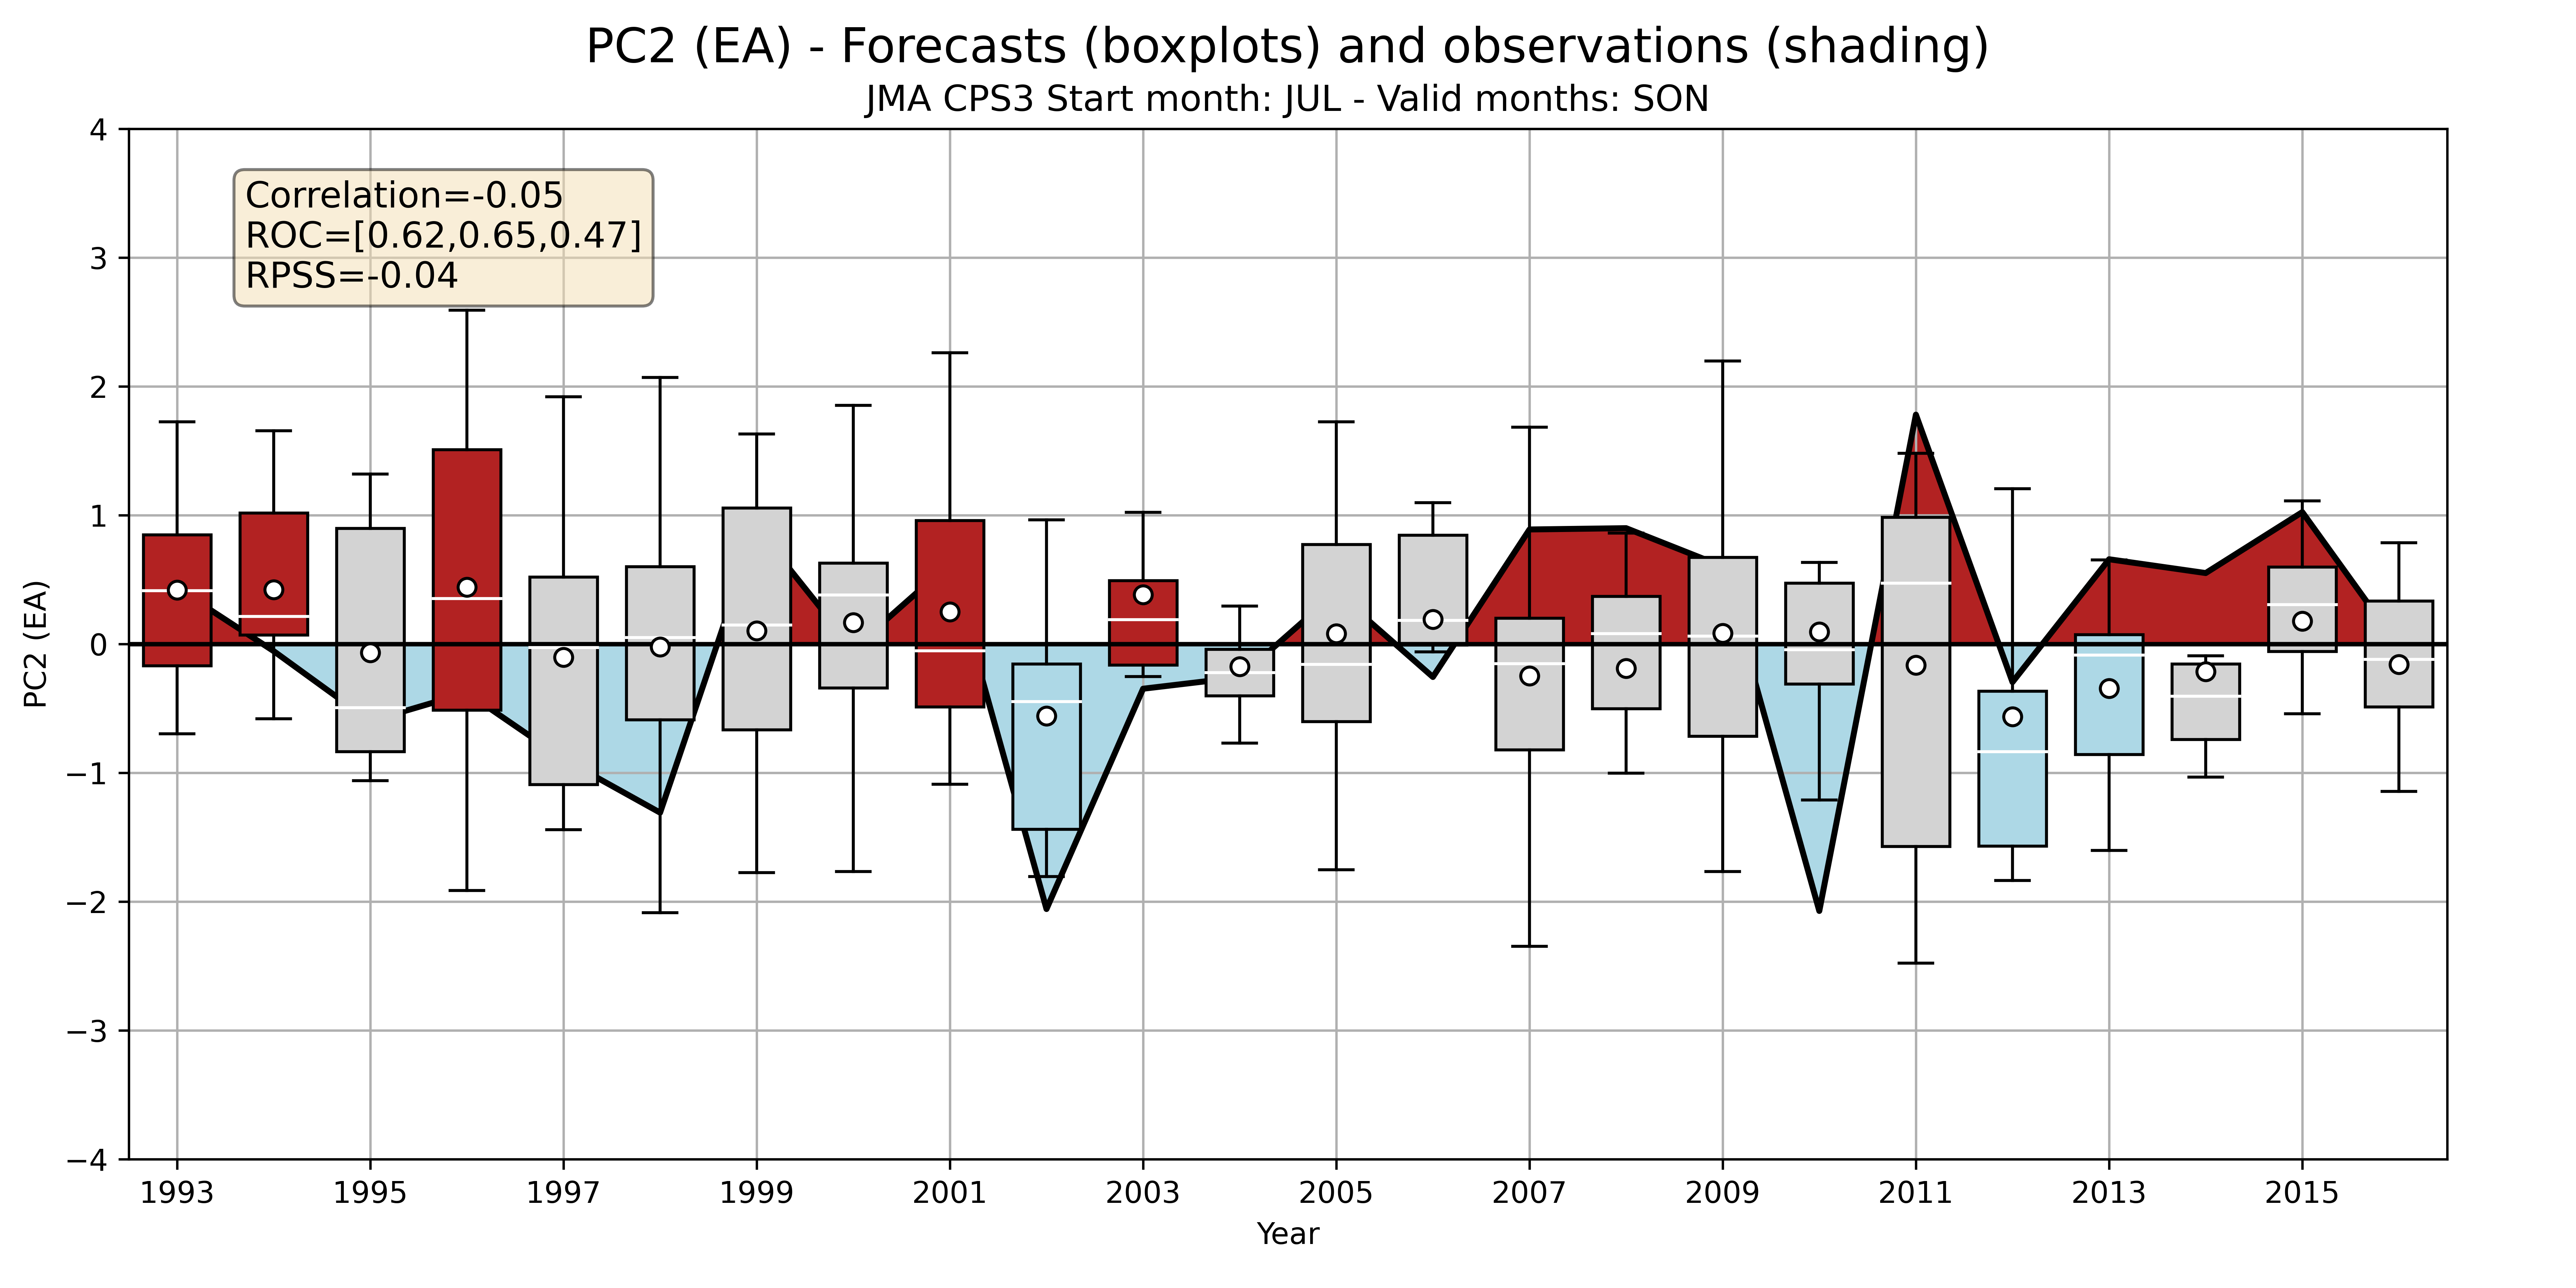 PC2 (EA) - Forecasts (boxplots) and observations (shading)
JMA CPS3 Start month: JUL - Valid months: SON
Correlation=-0.05
ROC=[0.62,0.65,0.47]
RPSS=-0.04
PC2 (EA)
4
3
2
1
0
−1
−2
−3
−4
1993 1995 1997 1999 2001 2003 2005 2007 2009 2011 2013 2015
Year